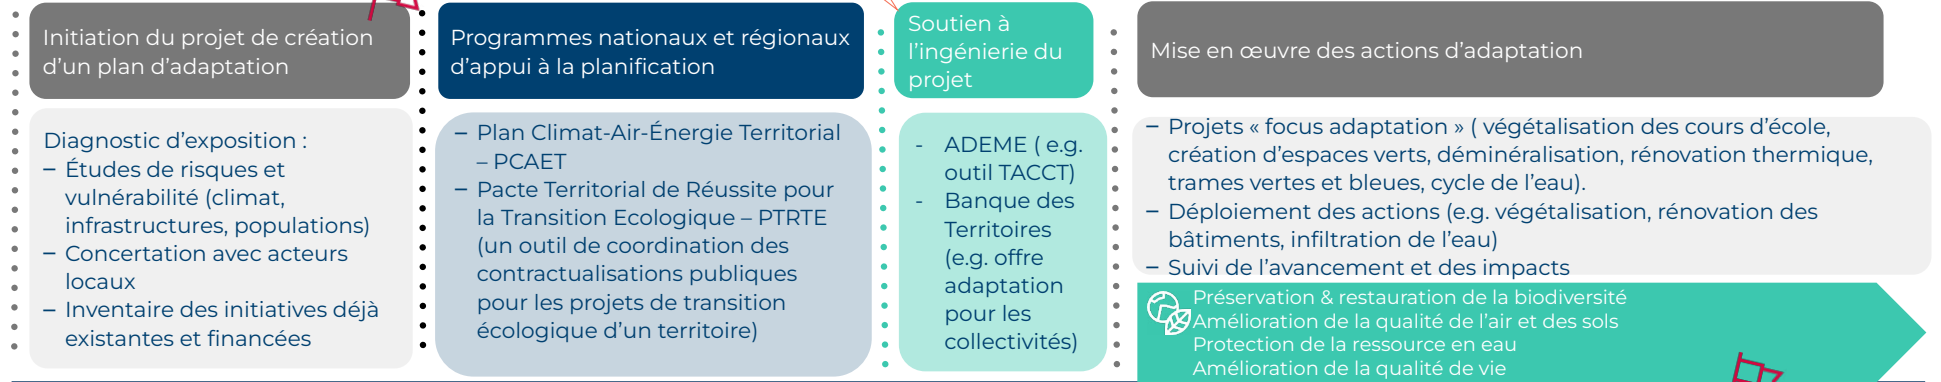 Initiation du projet de création
d'un plan d'adaptation
Diagnostic d'exposition :
– Études de risques et
vulnérabilité (climat,
infrastructures, populations)
– Concertation avec acteurs
locaux
– Inventaire des initiatives déjà
existantes et financées
Programmes nationaux et régionaux
d'appui à la planification
– Plan Climat-Air-Énergie Territorial
– PCAET
– Pacte Territorial de Réussite pour
la Transition Ecologique – PTRTE
(un outil de coordination des
contractualisations publiques
pour les projets de transition
écologique d'un territoire)
Soutien à
l'ingénierie du
projet
- ADEME ( e.g.
outil TACCT)
- Banque des
Territoires
(e.g. offre
adaptation
pour les
collectivités)
Mise en œuvre des actions d'adaptation
– Projets « focus adaptation » ( végétalisation des cours d'école,
création d'espaces verts, déminéralisation, rénovation thermique,
trames vertes et bleues, cycle de l'eau).
– Déploiement des actions (e.g. végétalisation, rénovation des
bâtiments, infiltration de l'eau)
– Suivi de l'avancement et des impacts
Préservation & restauration de la biodiversité
Amélioration de la qualité de l'air et des sols
Protection de la ressource en eau
Amélioration de la qualité de vie